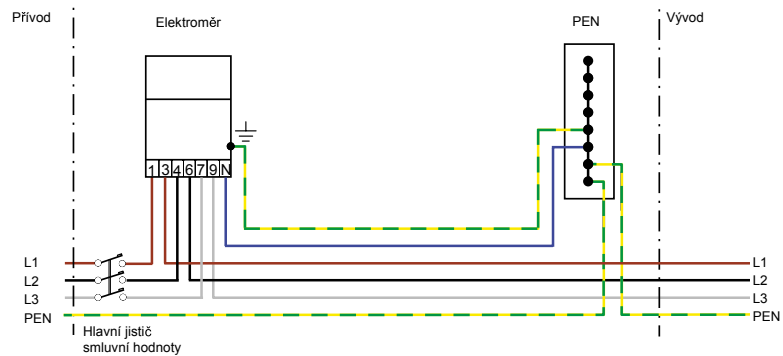 Přívod
Elektroměr
PEN
Vývod
1 3 4 6 7 9 N
L1
L1
L2
L2
L3
L3
PEN
PEN
Hlavní jistič
smluvní hodnoty